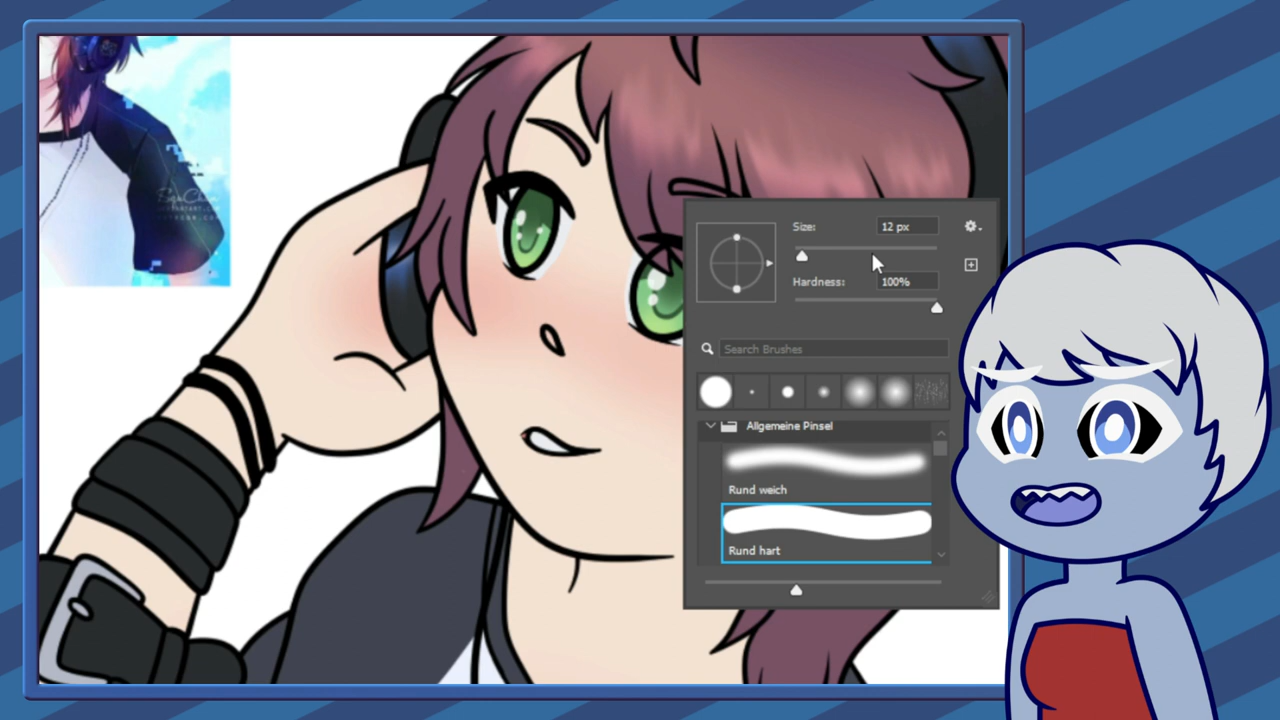 Size:
12 px
Hardness:
100%
Search Brushes
Allgemeine Pinsel
Rund weich
Rund hart